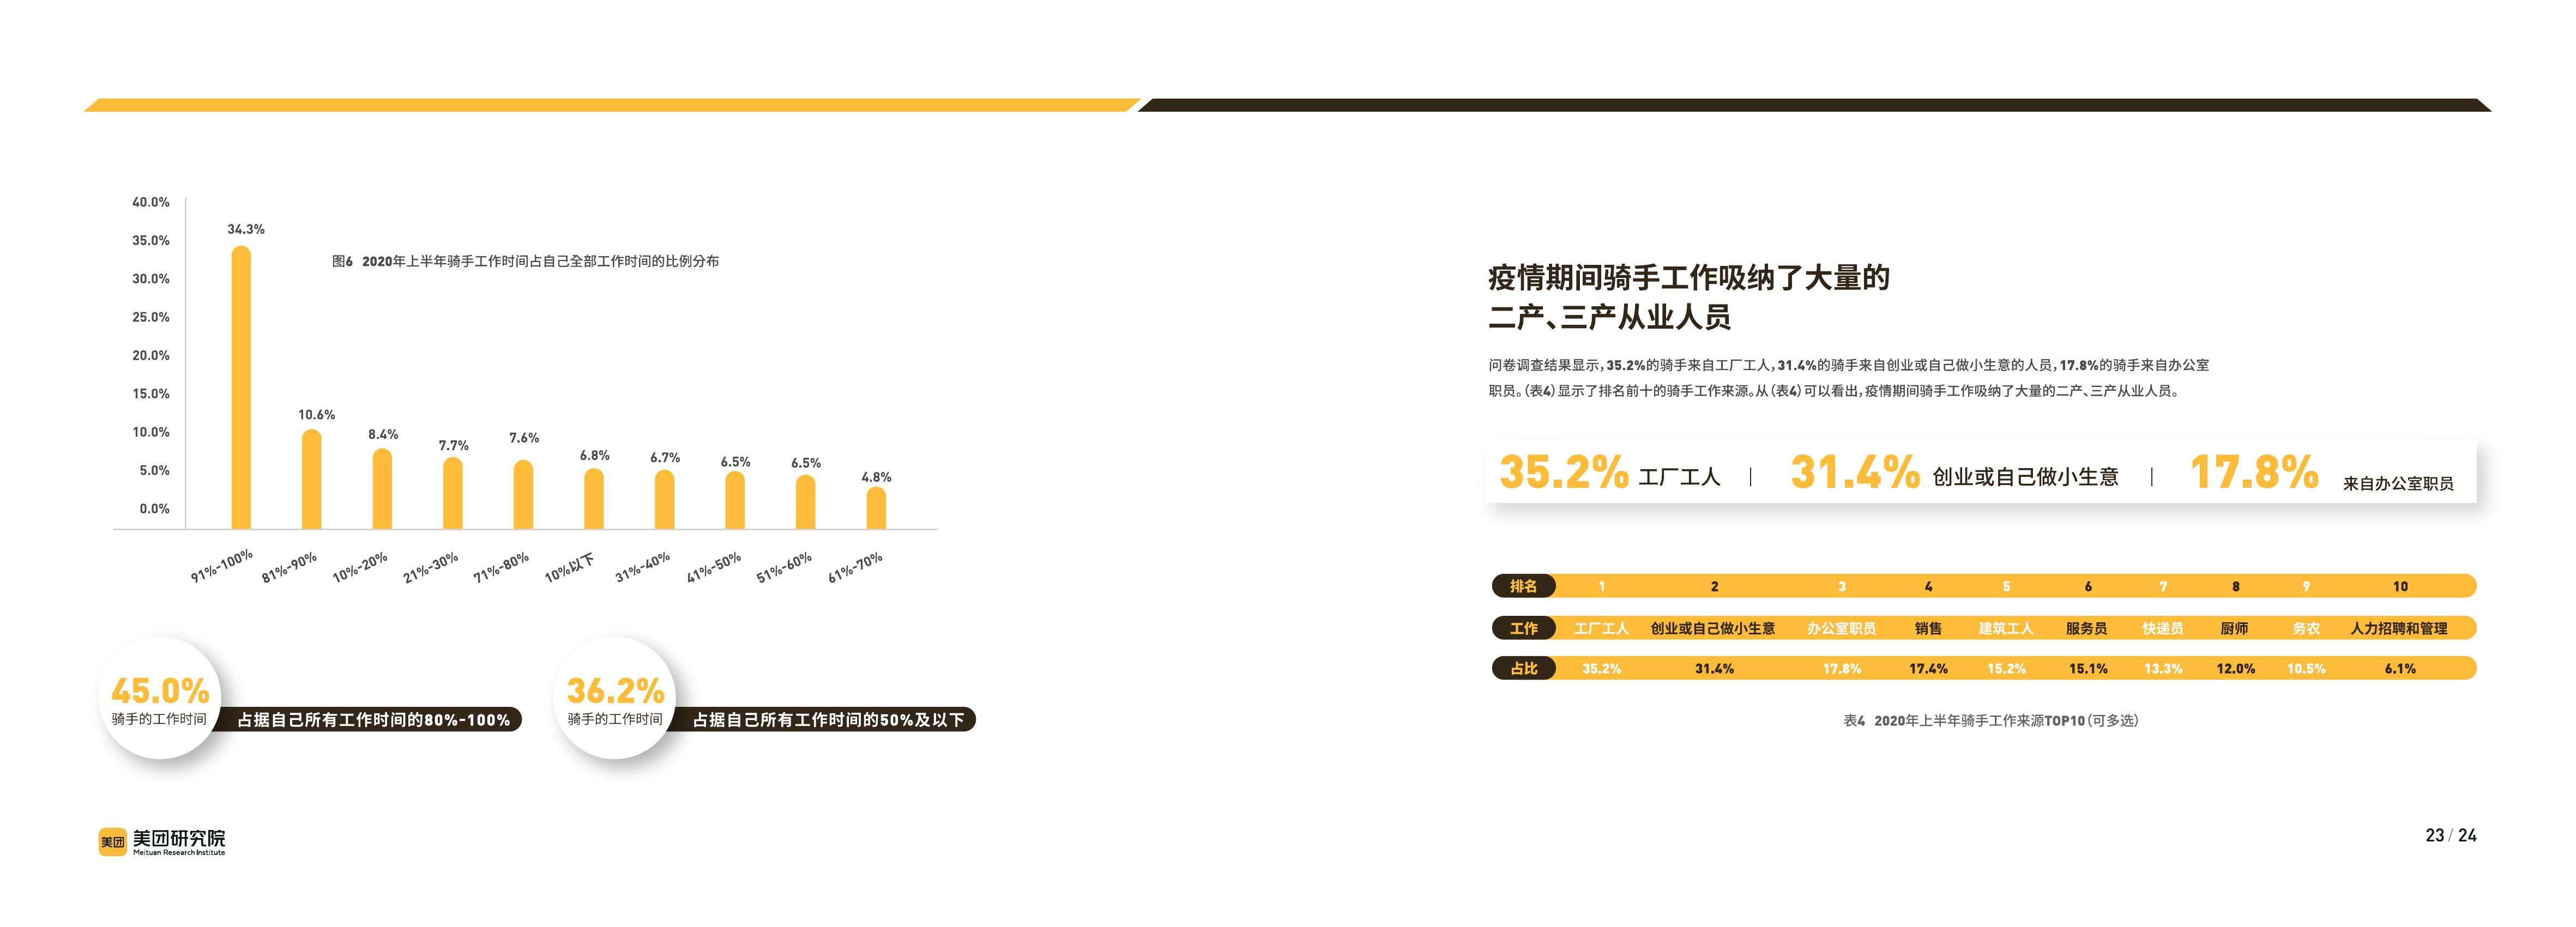 40.0%
35.0%
30.0%
25.0%
20.0%
15.0%
10.0%
5.0%
0.0%
图6 2020年上半年骑手工作时间占自己全部工作时间的比例分布
34.3%
10.6%
8.4%
7.7%
7.6%
6.8%
6.7%
6.5%
6.5%
4.8%
91%-100%
81%-90%
10%-20%
21%-30%
71%-80%
10%以下
31%-40%
41%-50%
51%-60%
61%-70%
45.0%
骑手的工作时间
占据自己所有工作时间的80%-100%
36.2%
骑手的工作时间
占据自己所有工作时间的50%及以下
美团
美团研究院
Meituan Research Institute
疫情期间骑手工作吸纳了大量的
二产、三产从业人员
问卷调查结果显示，35.2%的骑手来自工厂工人，31.4%的骑手来自创业或自己做小生意的人员，17.8%的骑手来自办公室
职员。（表4）显示了排名前十的骑手工作来源。从（表4）可以看出，疫情期间骑手工作吸纳了大量的二产、三产从业人员。
35.2% 工厂工人 | 31.4% 创业或自己做小生意 | 17.8% 来自办公室职员
排名 1 2 3 4 5 6 7 8 9 10
工作 工厂工人 创业或自己做小生意 办公室职员 销售 建筑工人 服务员 快递员 厨师 务农 人力招聘和管理
占比 35.2% 31.4% 17.8% 17.4% 15.2% 15.1% 13.3% 12.0% 10.5% 6.1%
表4 2020年上半年骑手工作来源TOP10（可多选）
23 / 24